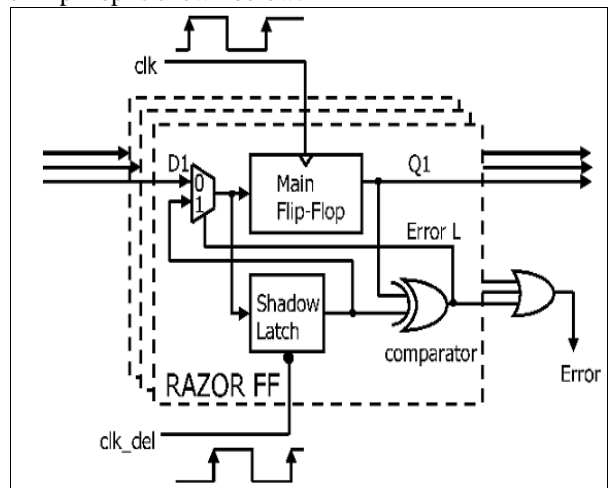 clk
D1
0
1
Main
Flip-Flop
Q1
Error L
Shadow
Latch
comparator
RAZOR FF
Error
clk_del